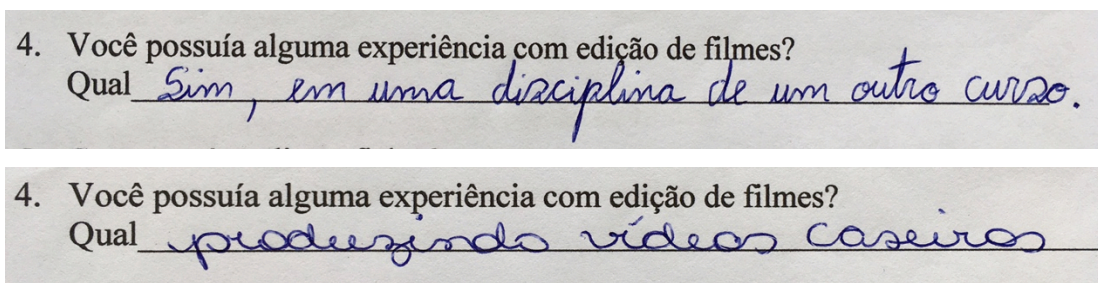 4. Você possuía alguma experiência com edição de filmes?
Qual Sim, em uma disciplina de um outro curso.
4. Você possuía alguma experiência com edição de filmes?
Qual produzindo vídeos caseiros